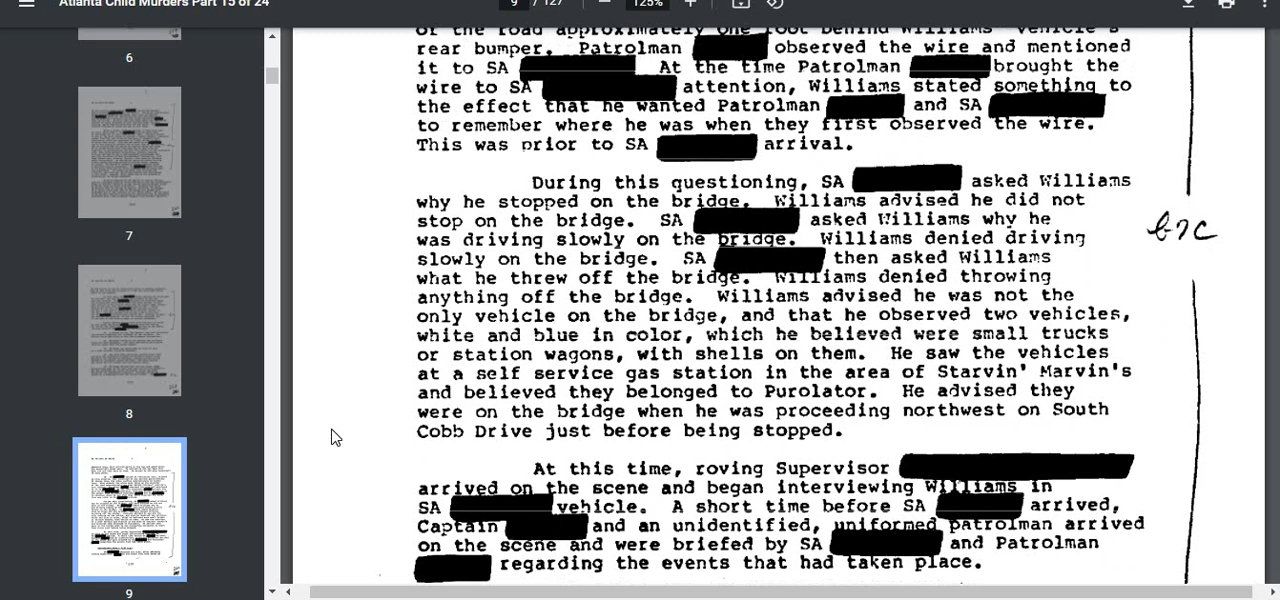 Atlanta Child Murders Part 15 of 24
9 / 127
125%
6
7
8
9
of the road approximately one foot behind Williams' vehicle's
rear bumper. Patrolman observed the wire and mentioned
it to SA At the time Patrolman brought the
wire to SA attention, Williams stated something to
the effect that he wanted Patrolman and SA
to remember where he was when they first observed the wire.
This was prior to SA arrival.
During this questioning, SA asked Williams
why he stopped on the bridge. Williams advised he did not
stop on the bridge. SA asked Williams why he
was driving slowly on the bridge. Williams denied driving
slowly on the bridge. SA then asked Williams
what he threw off the bridge. Williams denied throwing
anything off the bridge. Williams advised he was not the
only vehicle on the bridge, and that he observed two vehicles,
white and blue in color, which he believed were small trucks
or station wagons, with shells on them. He saw the vehicles
at a self service gas station in the area of Starvin' Marvin's
and believed they belonged to Purolator. He advised they
were on the bridge when he was proceeding northwest on South
Cobb Drive just before being stopped.
At this time, roving Supervisor
arrived on the scene and began interviewing Williams in
SA vehicle. A short time before SA arrived,
Captain and an unidentified, uniformed patrolman arrived
on the scene and were briefed by SA and Patrolman
regarding the events that had taken place.
b7C